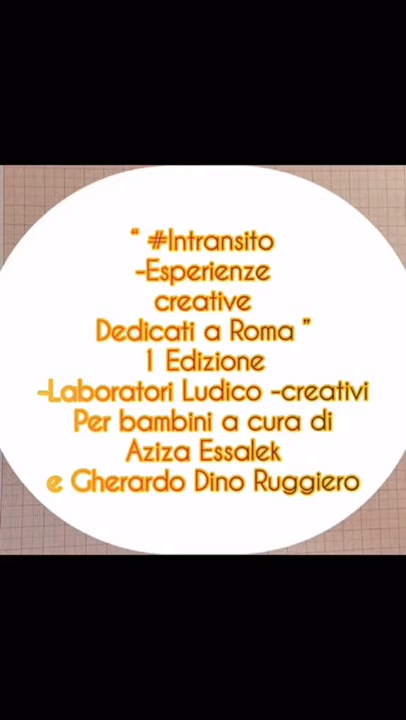 “ #Intransito
-Esperienze
creative
Dedicati a Roma ”
1 Edizione
-Laboratori Ludico -creativi
Per bambini a cura di
Aziza Essalek
e Gherardo Dino Ruggiero